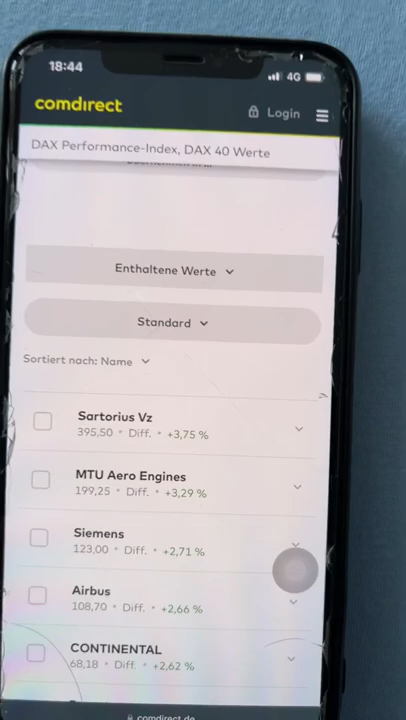 18:44
4G
comdirect
Login
DAX Performance-Index, DAX 40 Werte
Enthaltene Werte
Standard
Sortiert nach: Name
Sartorius Vz
395,50 • Diff. • +3,75 %
MTU Aero Engines
199,25 • Diff. • +3,29 %
Siemens
123,00 • Diff. • +2,71 %
Airbus
108,70 • Diff. • +2,66 %
CONTINENTAL
68,18 • Diff. • +2,62 %
comdirect.de